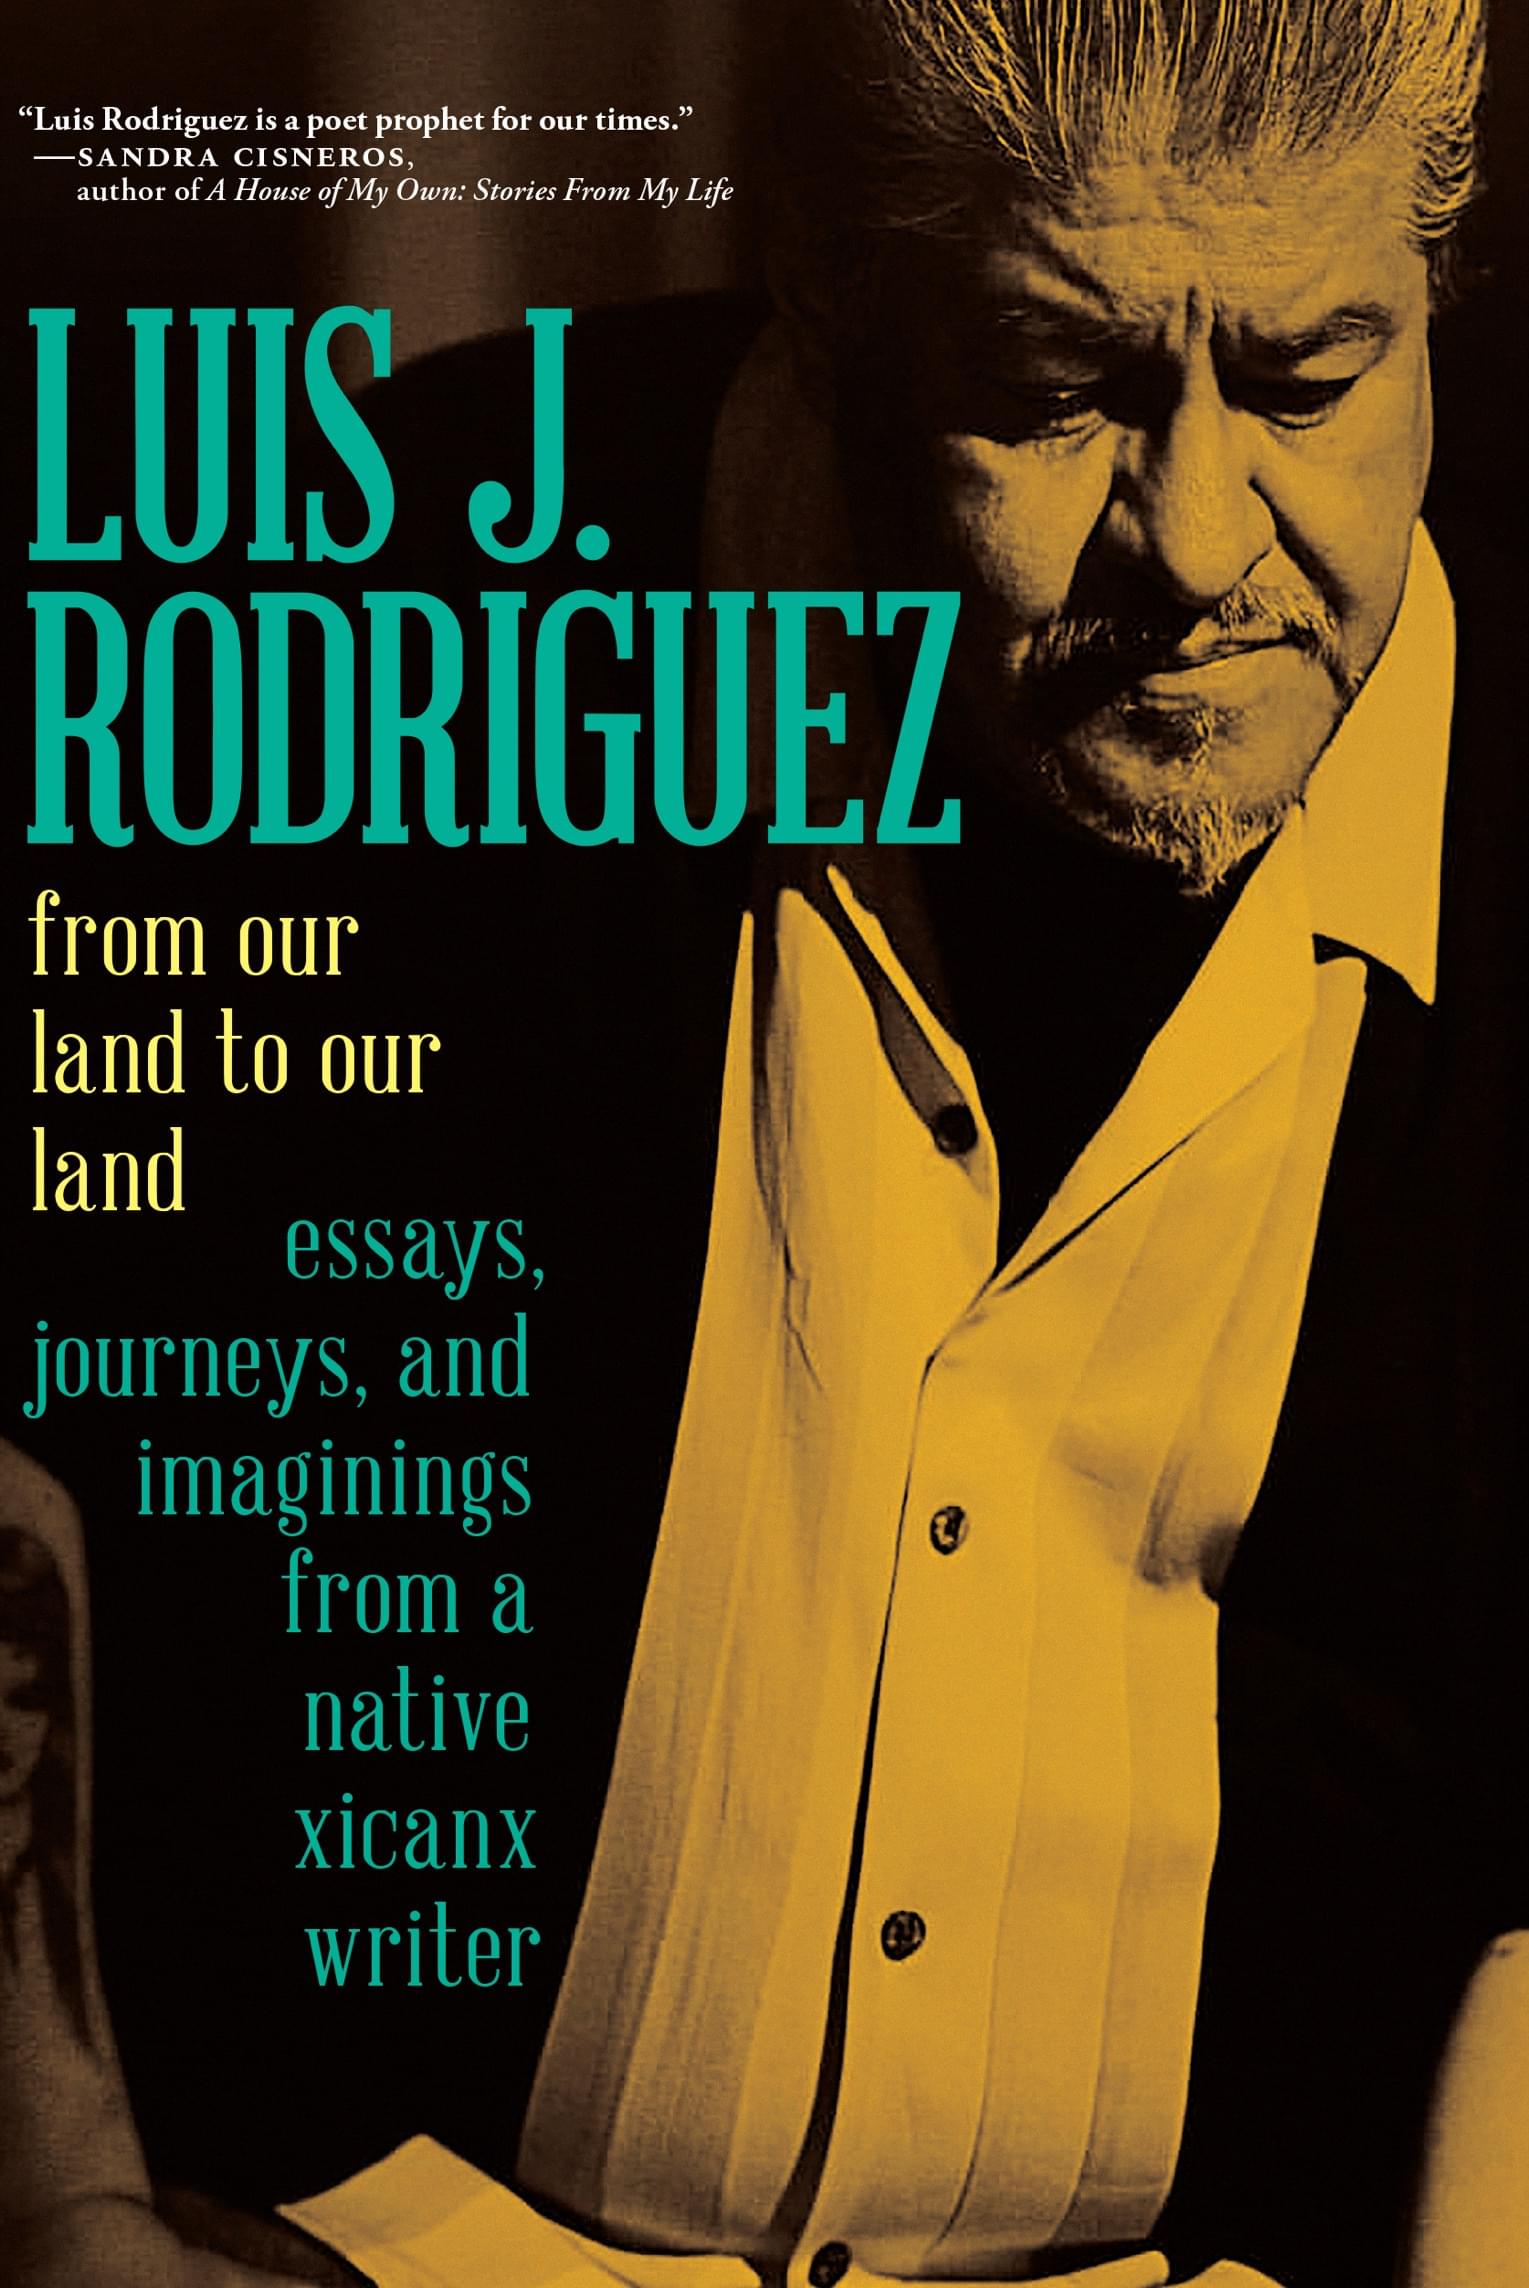 “Luis Rodriguez is a poet prophet for our times.”
—SANDRA CISNEROS,
author of A House of My Own: Stories From My Life
LUIS J.
RODRIGUEZ
from our
land to our
land
essays,
journeys, and
imaginings
from a
native
xicanx
writer